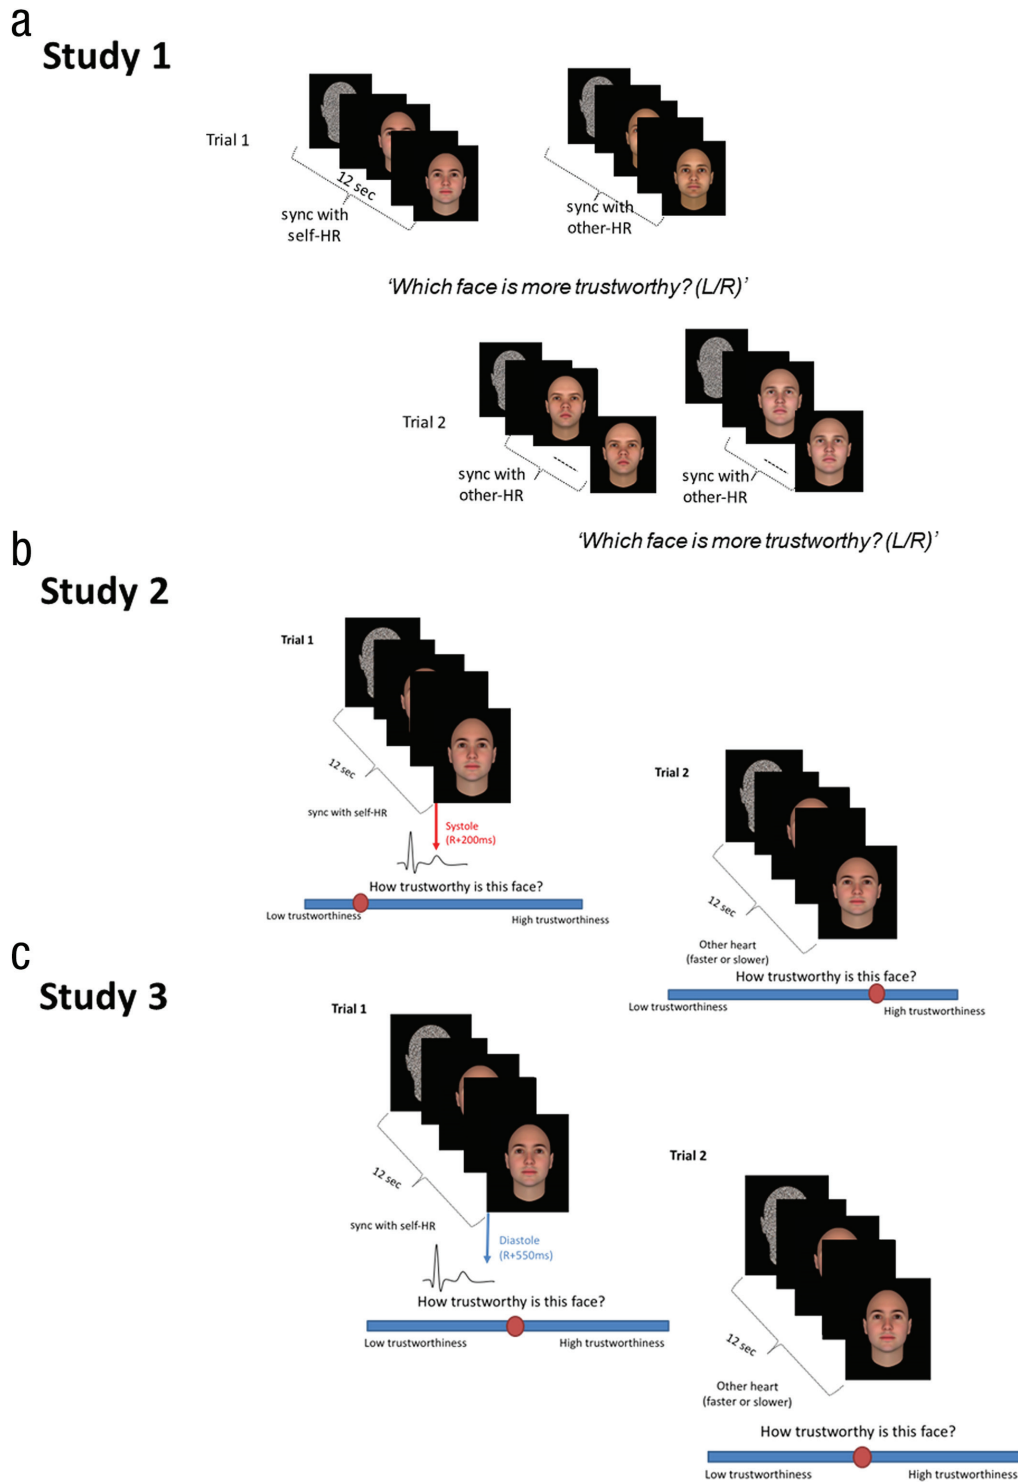 a
Study 1
Trial 1
12 sec
sync with
self-HR
sync with
other-HR
‘Which face is more trustworthy? (L/R)’
Trial 2
sync with
other-HR
sync with
other-HR
‘Which face is more trustworthy? (L/R)’
b
Study 2
Trial 1
12 sec
sync with self-HR
Systole
(R+200ms)
How trustworthy is this face?
Low trustworthiness
High trustworthiness
Trial 2
12 sec
Other heart
(faster or slower)
How trustworthy is this face?
Low trustworthiness
High trustworthiness
c
Study 3
Trial 1
12 sec
sync with self-HR
Diastole
(R+550ms)
How trustworthy is this face?
Low trustworthiness
High trustworthiness
Trial 2
12 sec
Other heart
(faster or slower)
How trustworthy is this face?
Low trustworthiness
High trustworthiness